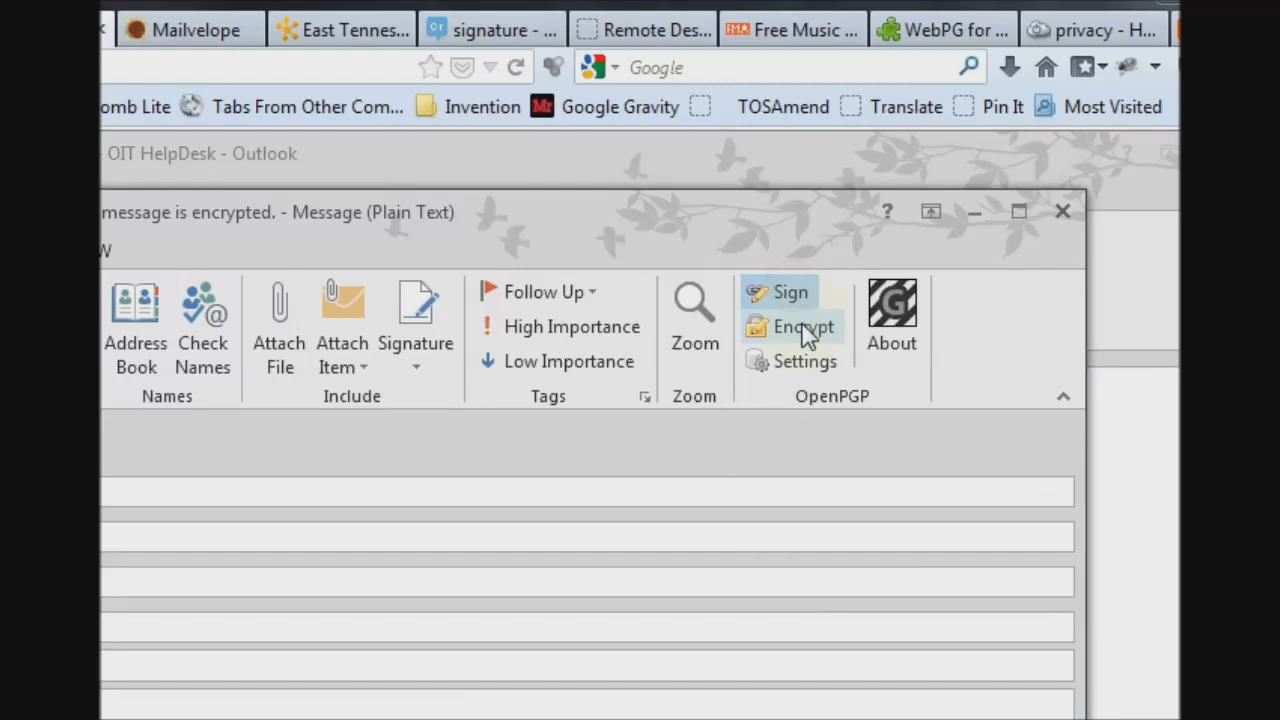 Mailvelope East Tennes... signature - ... Remote Des... Free Music ... WebPG for ... privacy - H...
Google
omb Lite Tabs From Other Com... Invention Google Gravity TOSAmend Translate Pin It Most Visited
OIT HelpDesk - Outlook
message is encrypted. - Message (Plain Text)
W
Address Book
Check Names
Attach File
Attach Item
Signature
Follow Up
High Importance
Low Importance
Zoom
Sign
Encrypt
Settings
About
Names Include Tags Zoom OpenPGP